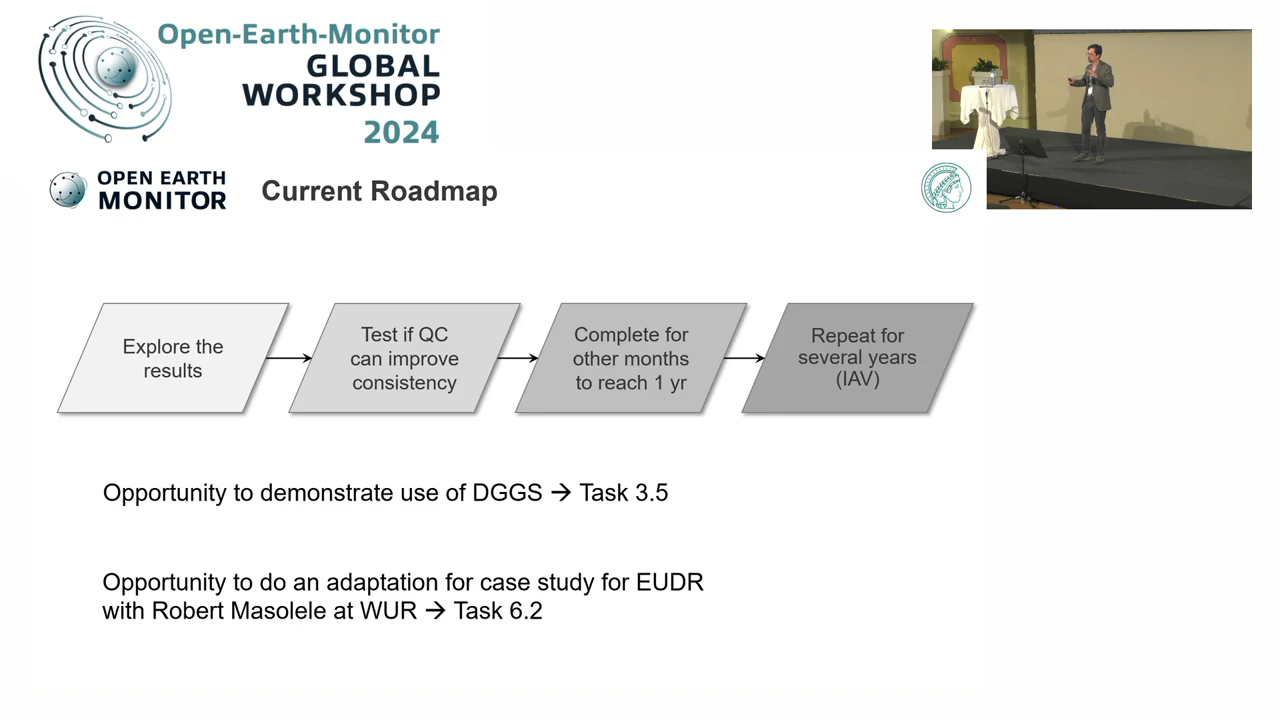 Open-Earth-Monitor
GLOBAL
WORKSHOP
2024
OPEN EARTH
MONITOR
Current Roadmap
Explore the
results
Test if QC
can improve
consistency
Complete for
other months
to reach 1 yr
Repeat for
several years
(IAV)
Opportunity to demonstrate use of DGGS → Task 3.5
Opportunity to do an adaptation for case study for EUDR
with Robert Masolele at WUR → Task 6.2